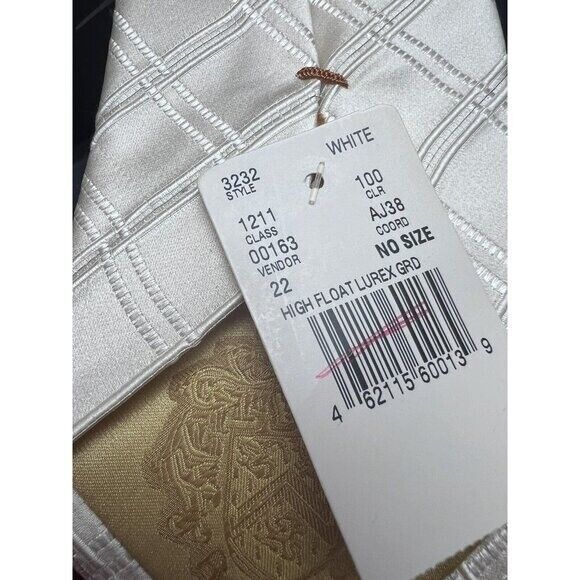 WHITE
3232 100
STYLE CLR
1211 AJ38
CLASS COORD
00163 NO SIZE
VENDOR
22
HIGH FLOAT LUREX GRD
4 62115 60013 9